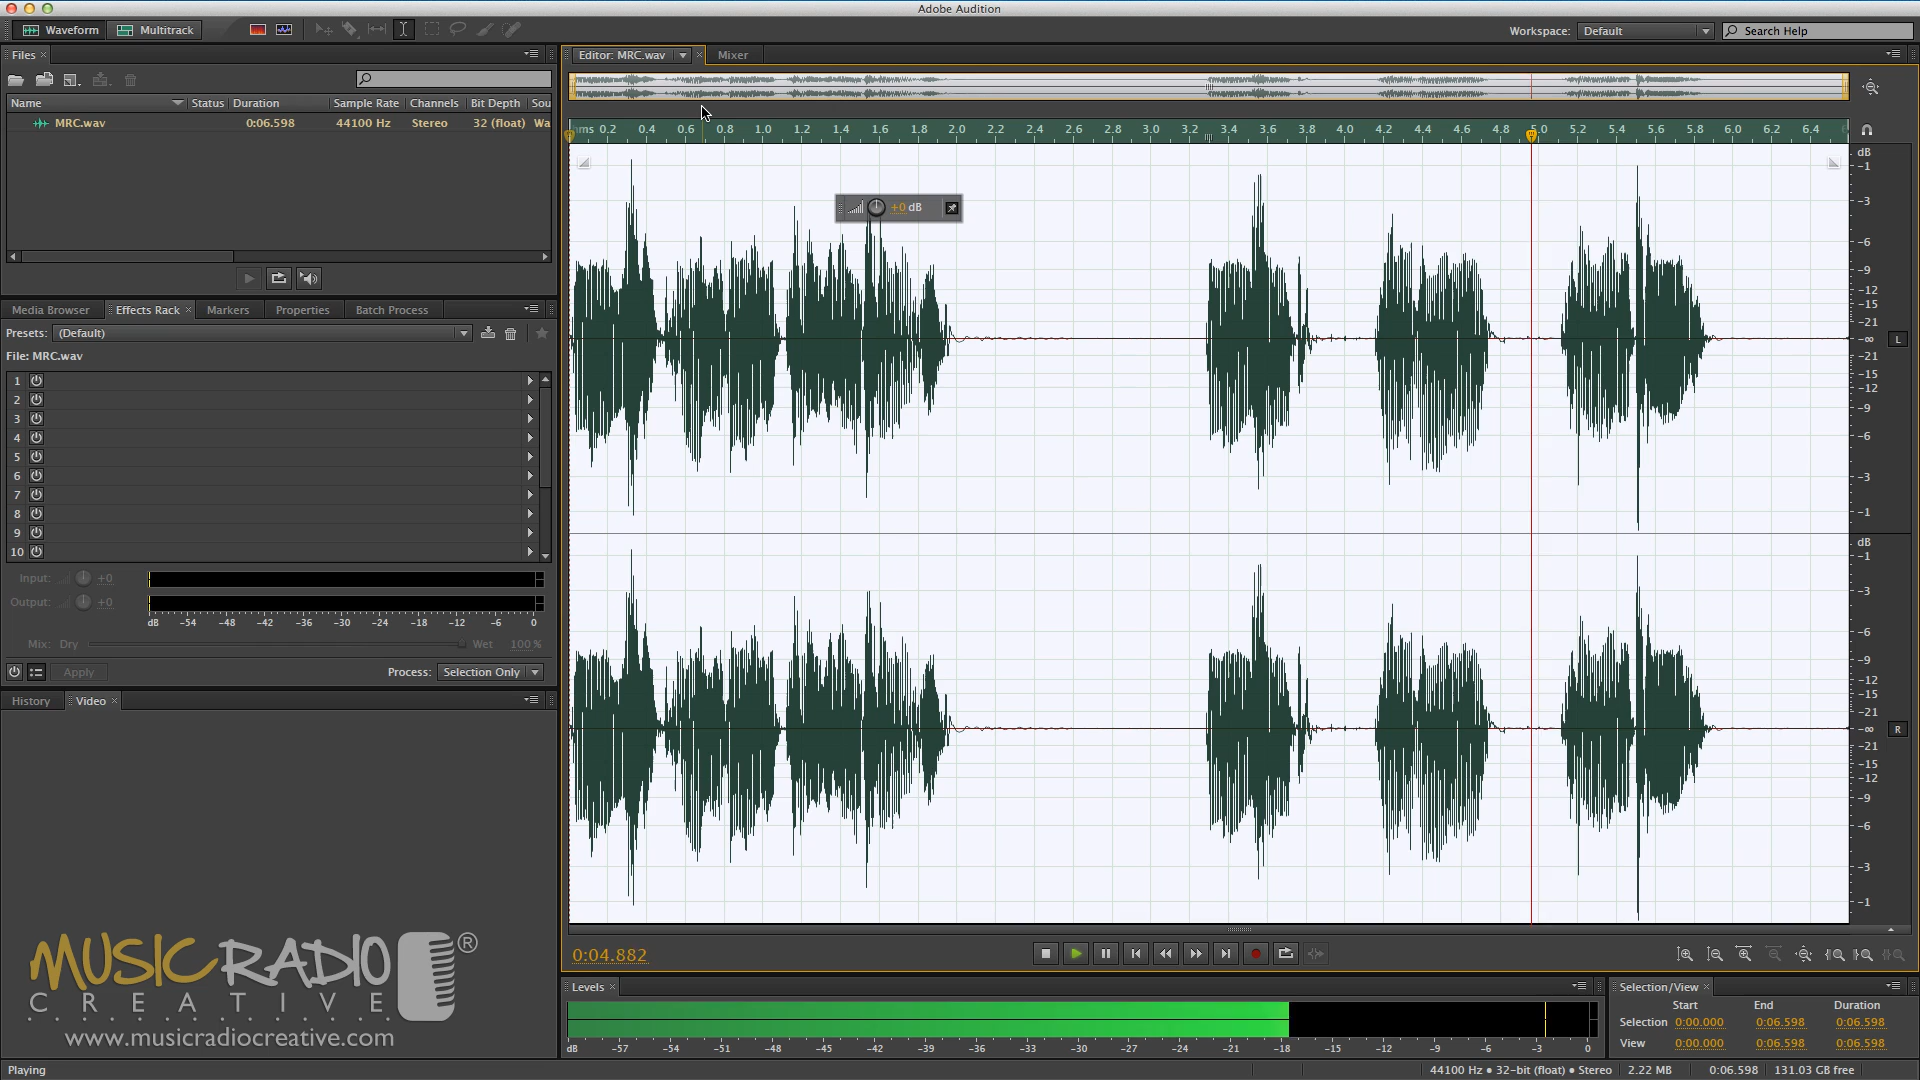 Adobe Audition
Waveform Multitrack Workspace: Default Search Help
Files × Editor: MRC.wav × Mixer
Name Status Duration Sample Rate Channels Bit Depth Sou
MRC.wav 0:06.598 44100 Hz Stereo 32 (float) Wa
hms 0.2 0.4 0.6 0.8 1.0 1.2 1.4 1.6 1.8 2.0 2.2 2.4 2.6 2.8 3.0 3.2 3.4 3.6 3.8 4.0 4.2 4.4 4.6 4.8 5.0 5.2 5.4 5.6 5.8 6.0 6.2 6.4
+0 dB
dB
-1
-3
-6
-9
-12
-15
-21
-∞ L
-21
-15
-12
-9
-6
-3
-1
dB
-1
-3
-6
-9
-12
-15
-21
-∞ R
-21
-15
-12
-9
-6
-3
-1
Media Browser Effects Rack × Markers Properties Batch Process
Presets: (Default)
File: MRC.wav
1
2
3
4
5
6
7
8
9
10
Input: +0
Output: +0
dB -54 -48 -42 -36 -30 -24 -18 -12 -6 0
Mix: Dry Wet 100 %
Apply Process: Selection Only
History Video ×
MUSIC RADIO ®
CREATIVE
www.musicradiocreative.com
0:04.882
Levels ×
dB -57 -54 -51 -48 -45 -42 -39 -36 -33 -30 -27 -24 -21 -18 -15 -12 -9 -6 -3 0
Selection/View ×
Start End Duration
Selection 0:00.000 0:06.598 0:06.598
View 0:00.000 0:06.598 0:06.598
Playing 44100 Hz • 32-bit (float) • Stereo 2.22 MB 0:06.598 131.03 GB free